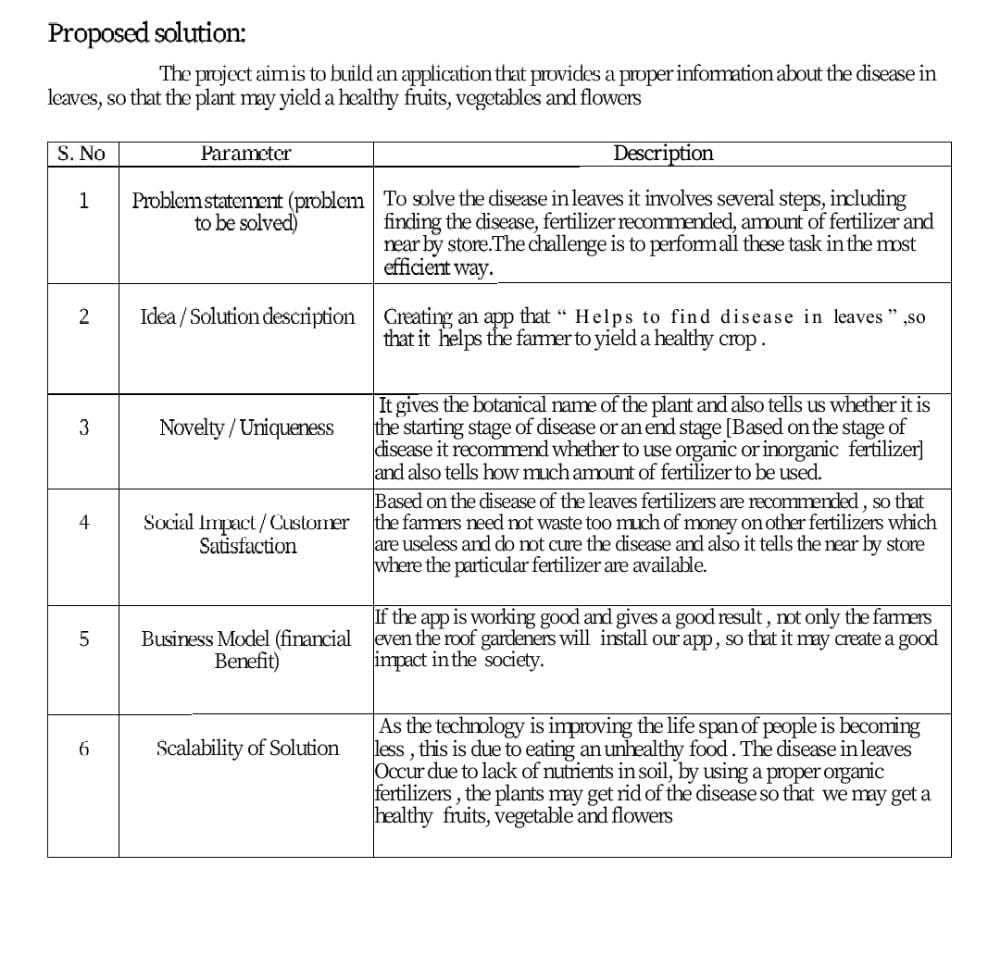 Proposed solution:
The project aim is to build an application that provides a proper information about the disease in
leaves, so that the plant may yield a healthy fruits, vegetables and flowers
S. No Parameter Description
1 Problem statement (problem
to be solved)
To solve the disease in leaves it involves several steps, including
finding the disease, fertilizer recommended, amount of fertilizer and
near by store.The challenge is to perform all these task in the most
efficient way.
2 Idea / Solution description
Creating an app that “ Helps to find disease in leaves ” ,so
that it helps the farmer to yield a healthy crop .
3 Novelty / Uniqueness
It gives the botanical name of the plant and also tells us whether it is
the starting stage of disease or an end stage [Based on the stage of
disease it recommend whether to use organic or inorganic fertilizer]
and also tells how much amount of fertilizer to be used.
4 Social Impact / Customer
Satisfaction
Based on the disease of the leaves fertilizers are recommended , so that
the farmers need not waste too much of money on other fertilizers which
are useless and do not cure the disease and also it tells the near by store
where the particular fertilizer are available.
5 Business Model (financial
Benefit)
If the app is working good and gives a good result , not only the farmers
even the roof gardeners will install our app , so that it may create a good
impact in the society.
6 Scalability of Solution
As the technology is improving the life span of people is becoming
less , this is due to eating an unhealthy food . The disease in leaves
Occur due to lack of nutrients in soil, by using a proper organic
fertilizers , the plants may get rid of the disease so that we may get a
healthy fruits, vegetable and flowers